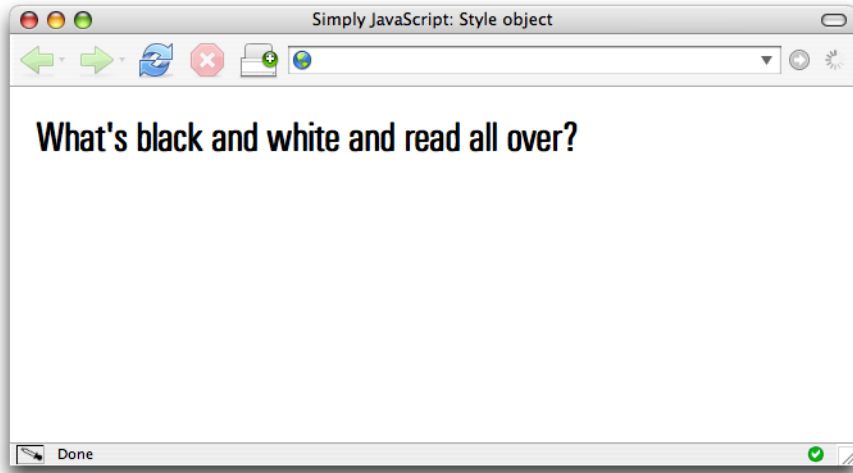 Simply JavaScript: Style object
What's black and white and read all over?
Done